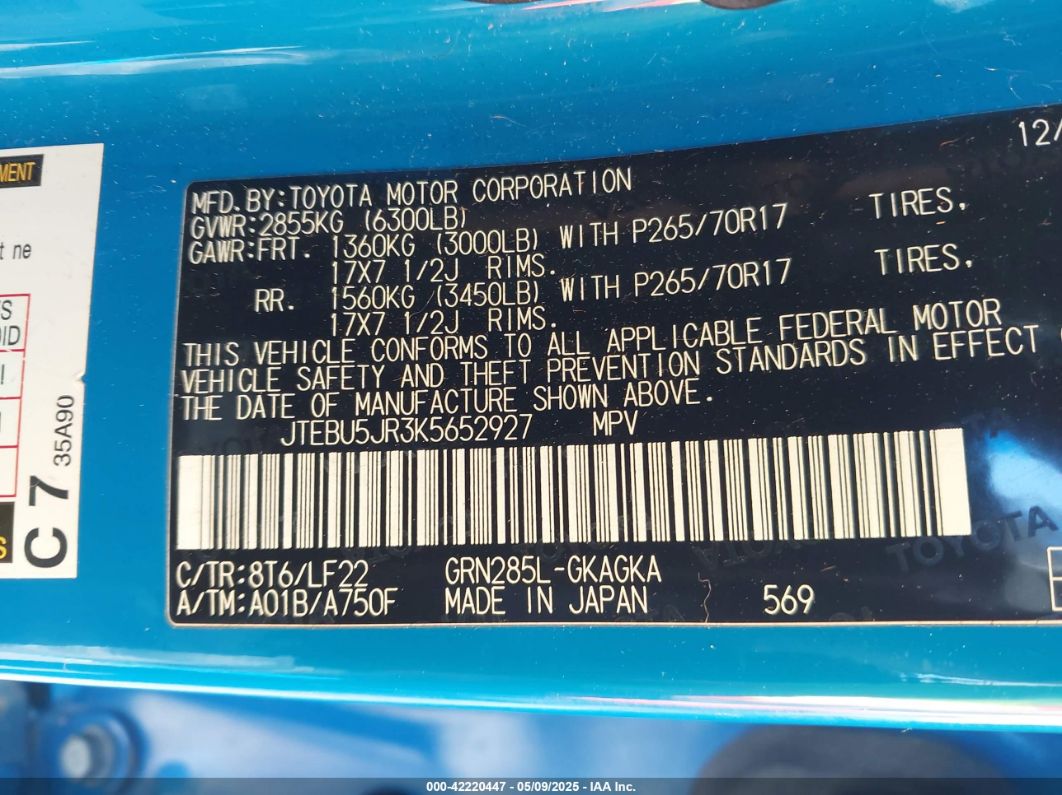 MENT
12/
MFD. BY:TOYOTA MOTOR CORPORATION
GVWR:2855KG (6300LB)
GAWR:FRT. 1360KG (3000LB) WITH P265/70R17 TIRES,
17X7 1/2J RIMS.
RR. 1560KG (3450LB) WITH P265/70R17 TIRES,
17X7 1/2J RIMS.
THIS VEHICLE CONFORMS TO ALL APPLICABLE FEDERAL MOTOR
VEHICLE SAFETY AND THEFT PREVENTION STANDARDS IN EFFECT
THE DATE OF MANUFACTURE SHOWN ABOVE.
JTEBU5JR3K5652927 MPV
C/TR:8T6/LF22 GRN285L-GKAGKA
A/TM:A01B/A750F MADE IN JAPAN 569
TOYOTA
t ne
C 7 35A90
000-42220447 - 05/09/2025 - IAA Inc.